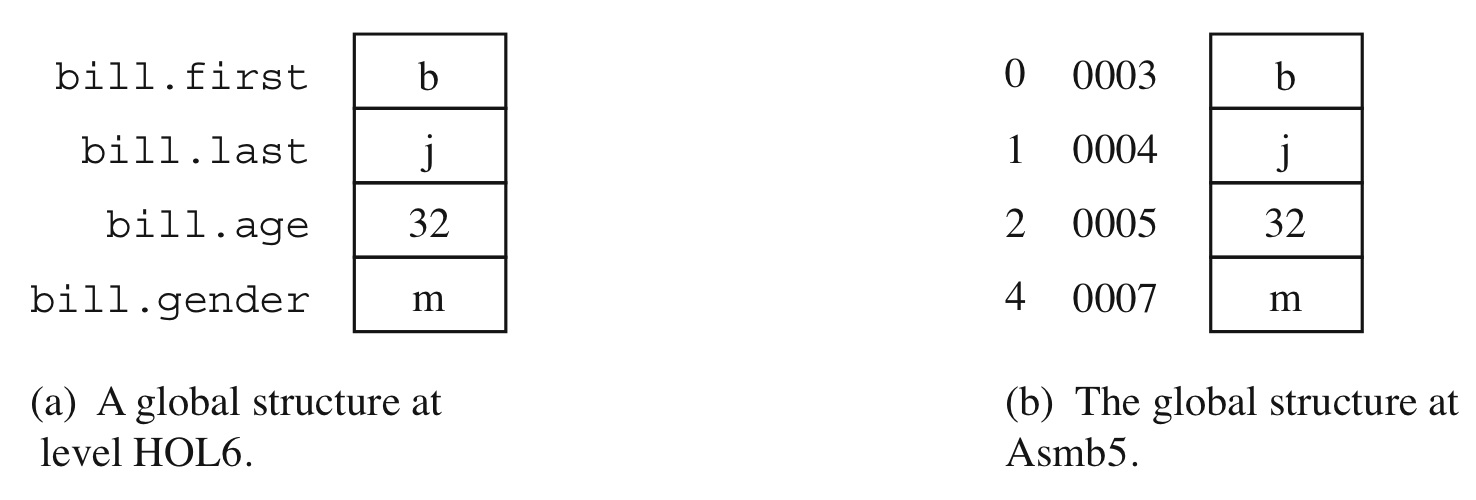 bill.first b
bill.last j
bill.age 32
bill.gender m
(a) A global structure at
level HOL6.
0 0003 b
1 0004 j
2 0005 32
4 0007 m
(b) The global structure at
Asmb5.